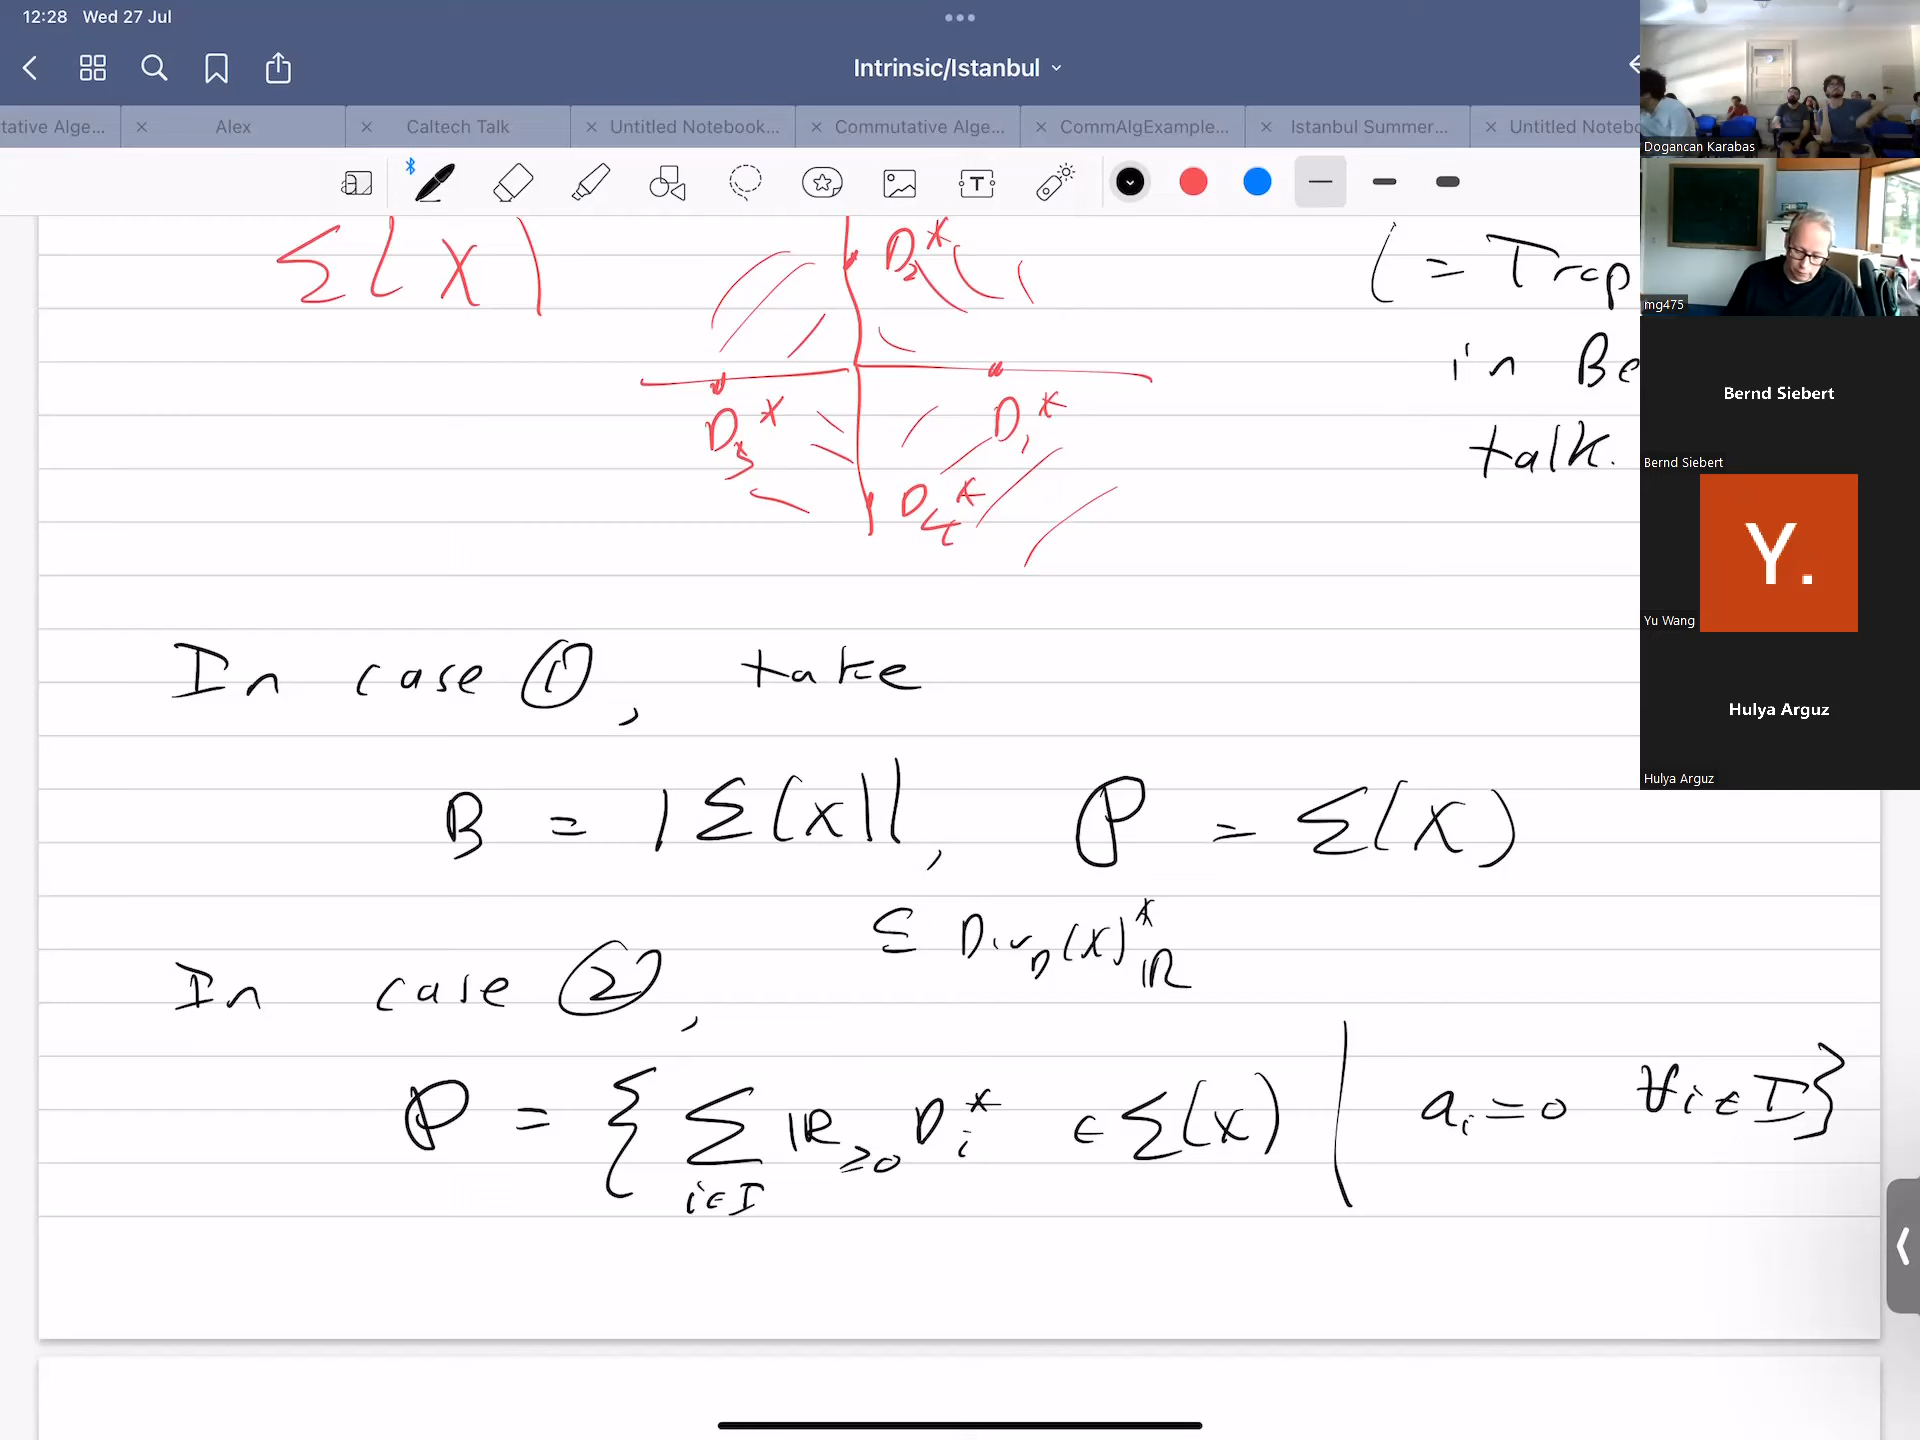 12:28 Wed 27 Jul
Intrinsic/Istanbul
tative Alge...
Alex
Caltech Talk
Untitled Notebook...
Commutative Alge...
CommAlgExample...
Istanbul Summer...
Untitled Notebo
Dogancan Karabas
mg475
Bernd Siebert
Bernd Siebert
Y.
Yu Wang
Hulya Arguz
Hulya Arguz
Σ(X)
D₂*
D₃*
D₁*
D₄*
(= Trop
in Be
talk.
In case ①, take
B = |Σ(X)|, P = Σ(X)
⊆ Div_D(X)*_ℝ
In case ②,
P = { ∑_{i∈I} ℝ_{≥0} D_i* ∈ Σ(X) | a_i = 0 ∀i∈I }